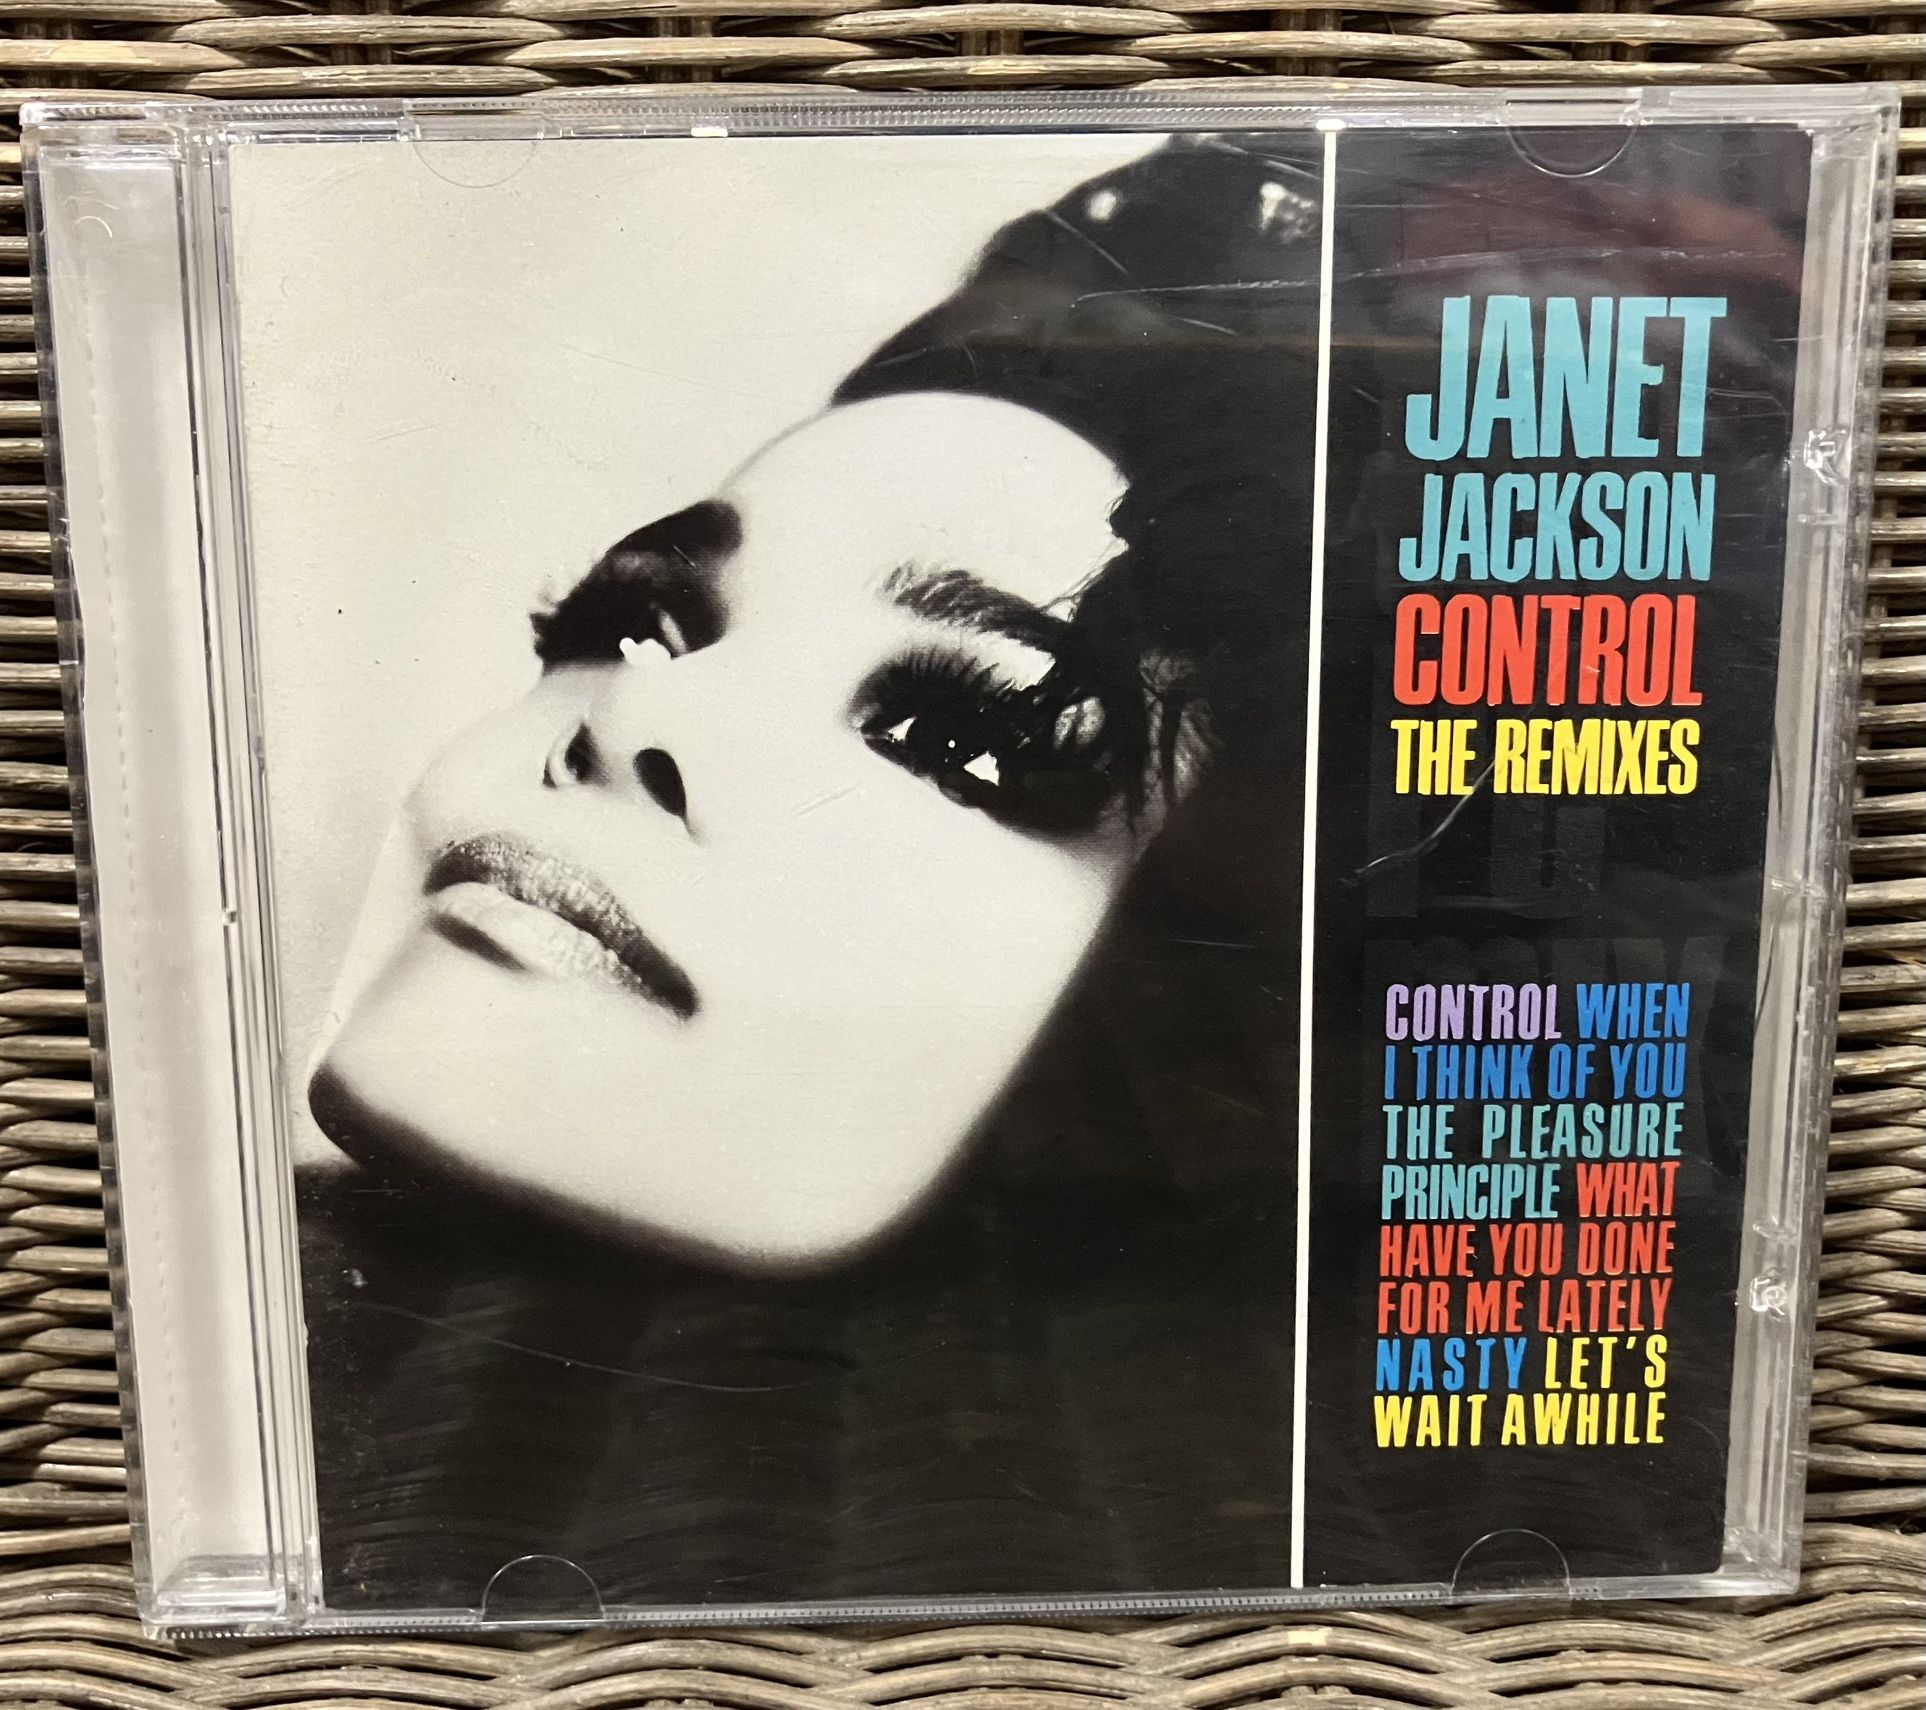 JANET
JACKSON
CONTROL
THE REMIXES
CONTROL WHEN
I THINK OF YOU
THE PLEASURE
PRINCIPLE WHAT
HAVE YOU DONE
FOR ME LATELY
NASTY LET'S
WAIT AWHILE